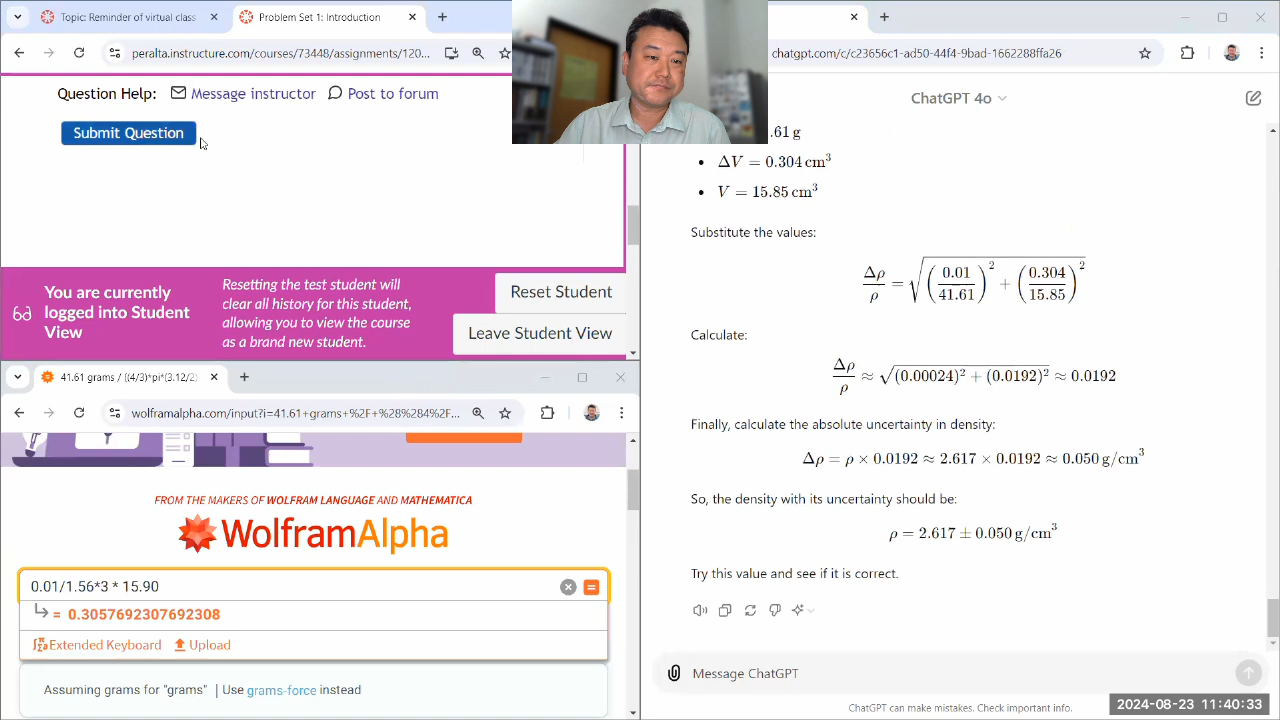 Topic: Reminder of virtual class
Problem Set 1: Introduction
peralta.instructure.com/courses/73448/assignments/120...
Question Help: Message instructor Post to forum
Submit Question
You are currently
logged into Student
View
Resetting the test student will
clear all history for this student,
allowing you to view the course
as a brand new student.
Reset Student
Leave Student View
41.61 grams / ((4/3)*pi*(3.12/2)
wolframalpha.com/input?i=41.61+grams+%2F+%28%284%2F...
FROM THE MAKERS OF WOLFRAM LANGUAGE AND MATHEMATICA
WolframAlpha
0.01/1.56*3 * 15.90
= 0.3057692307692308
Extended Keyboard Upload
Assuming grams for "grams" | Use grams-force instead
chatgpt.com/c/c23656c1-ad50-44f4-9bad-1662288ffa26
ChatGPT 4o
.61 g
• ΔV = 0.304 cm³
• V = 15.85 cm³
Substitute the values:
Δρ/ρ = √((0.01/41.61)² + (0.304/15.85)²)
Calculate:
Δρ/ρ ≈ √((0.00024)² + (0.0192)²) ≈ 0.0192
Finally, calculate the absolute uncertainty in density:
Δρ = ρ × 0.0192 ≈ 2.617 × 0.0192 ≈ 0.050 g/cm³
So, the density with its uncertainty should be:
ρ = 2.617 ± 0.050 g/cm³
Try this value and see if it is correct.
Message ChatGPT
ChatGPT can make mistakes. Check important info.
2024-08-23 11:40:33